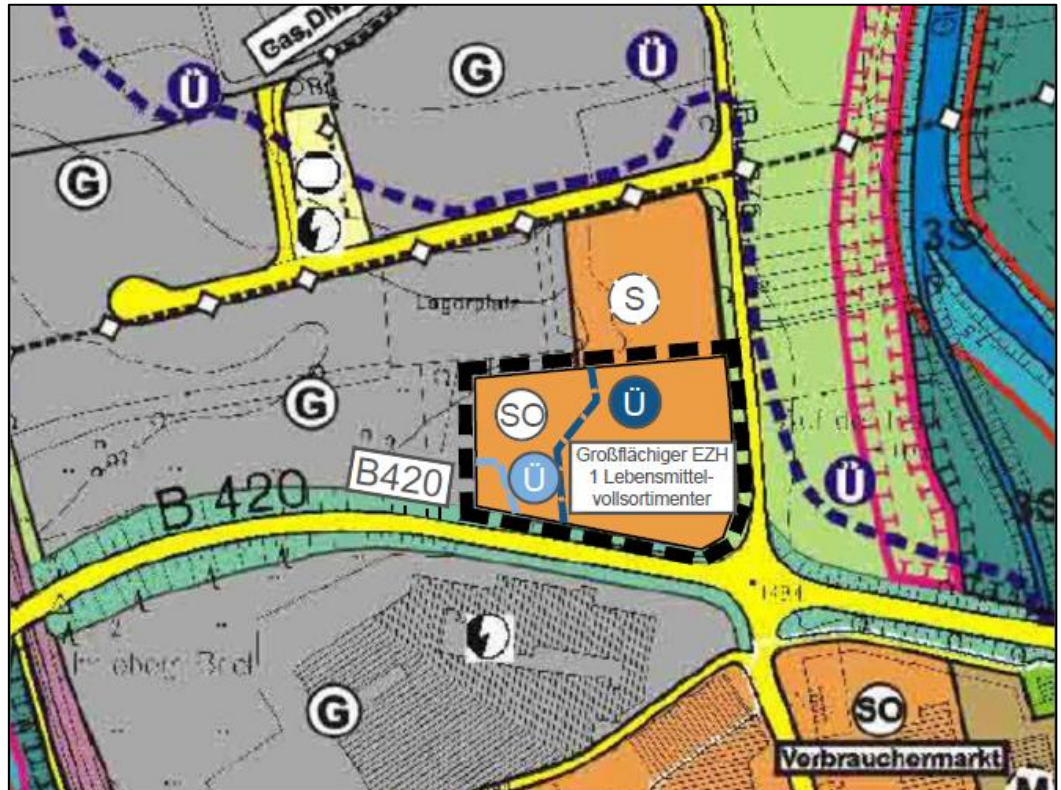 Gas,DN
Ü
G
Ü
G
3S
Lagerplatz
S
SO
Ü
G
Großflächiger EZH
1 Lebensmittel-
vollsortimenter
Ü
B420
B 420
Ü
G
SO
Verbrauchermarkt
M